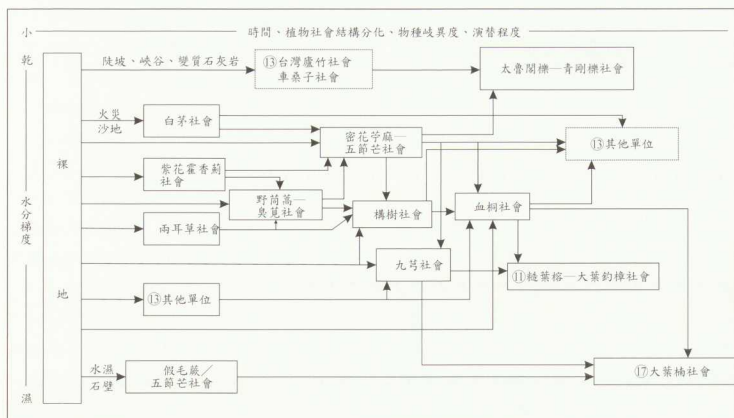 小 時間、植物社會結構分化、物種歧異度、演替程度
乾
水分梯度
濕
裸
地
陡坡、峽谷、變質石灰岩
⑬台灣蘆竹社會
車桑子社會
太魯閣櫟—青剛櫟社會
火災
沙地
白茅社會
密花苧麻—
五節芒社會
⑬其他單位
紫花霍香薊
社會
野茼蒿—
臭莧社會
構樹社會
血桐社會
兩耳草社會
九芎社會
⑪糙葉榕—大葉釣樟社會
⑬其他單位
水濕
石壁
假毛蕨／
五節芒社會
⑰大葉楠社會